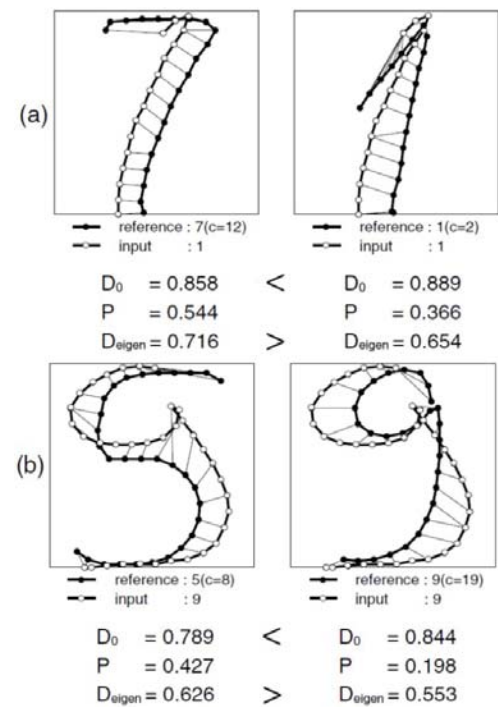 (a)
reference : 7(c=12) reference : 1(c=2)
input : 1 input : 1
D₀ = 0.858 < D₀ = 0.889
P = 0.544 P = 0.366
Deigen = 0.716 > Deigen = 0.654
(b)
reference : 5(c=8) reference : 9(c=19)
input : 9 input : 9
D₀ = 0.789 < D₀ = 0.844
P = 0.427 P = 0.198
Deigen = 0.626 > Deigen = 0.553